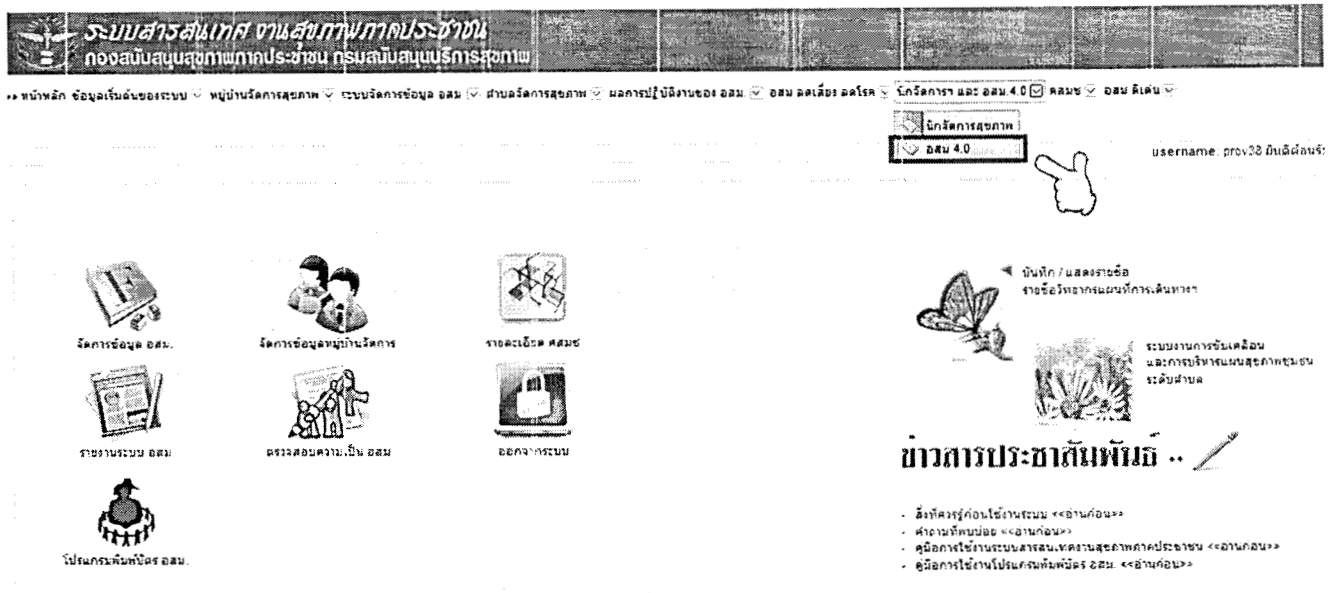 ระบบสารสนเทศ งานสุขภาพภาคประชาชน
กองสนับสนุนสุขภาพภาคประชาชน กรมสนับสนุนบริการสุขภาพ
›› หน้าหลัก ข้อมูลเริ่มต้นของระบบ หมู่บ้านจัดการสุขภาพ ระบบจัดการข้อมูล อสม ตำบลจัดการสุขภาพ ผลการปฏิบัติงานของ อสม. อสม ลดเสี่ยง ลดโรค นักจัดการฯ และ อสม.4.0 ศสมช อสม ดีเด่น
นักจัดการสุขภาพ
อสม 4.0
username: prov38 ยินดีต้อนรั
บันทึก / แสดงรายชื่อ
รายชื่อวิทยากรแผนที่การเดินทางฯ
จัดการข้อมูล อสม.
จัดการข้อมูลหมู่บ้านจัดการ
รายละเอียด ศสมช
ระบบงานการขับเคลื่อน
และการบริหารแผนสุขภาพชุมชน
ระดับตำบล
รายงานระบบ อสม
ตรวจสอบความเป็น อสม
ออกจากระบบ
ข่าวสารประชาสัมพันธ์ ..
- สิ่งที่ควรรู้ก่อนใช้งานระบบ <<อ่านก่อน>>
- คำถามที่พบบ่อย <<อ่านก่อน>>
- คู่มือการใช้งานระบบสารสนเทศงานสุขภาพภาคประชาชน <<อ่านก่อน>>
- คู่มือการใช้งานโปรแกรมพิมพ์บัตร อสม. <<อ่านก่อน>>
โปรแกรมพิมพ์บัตร อสม.